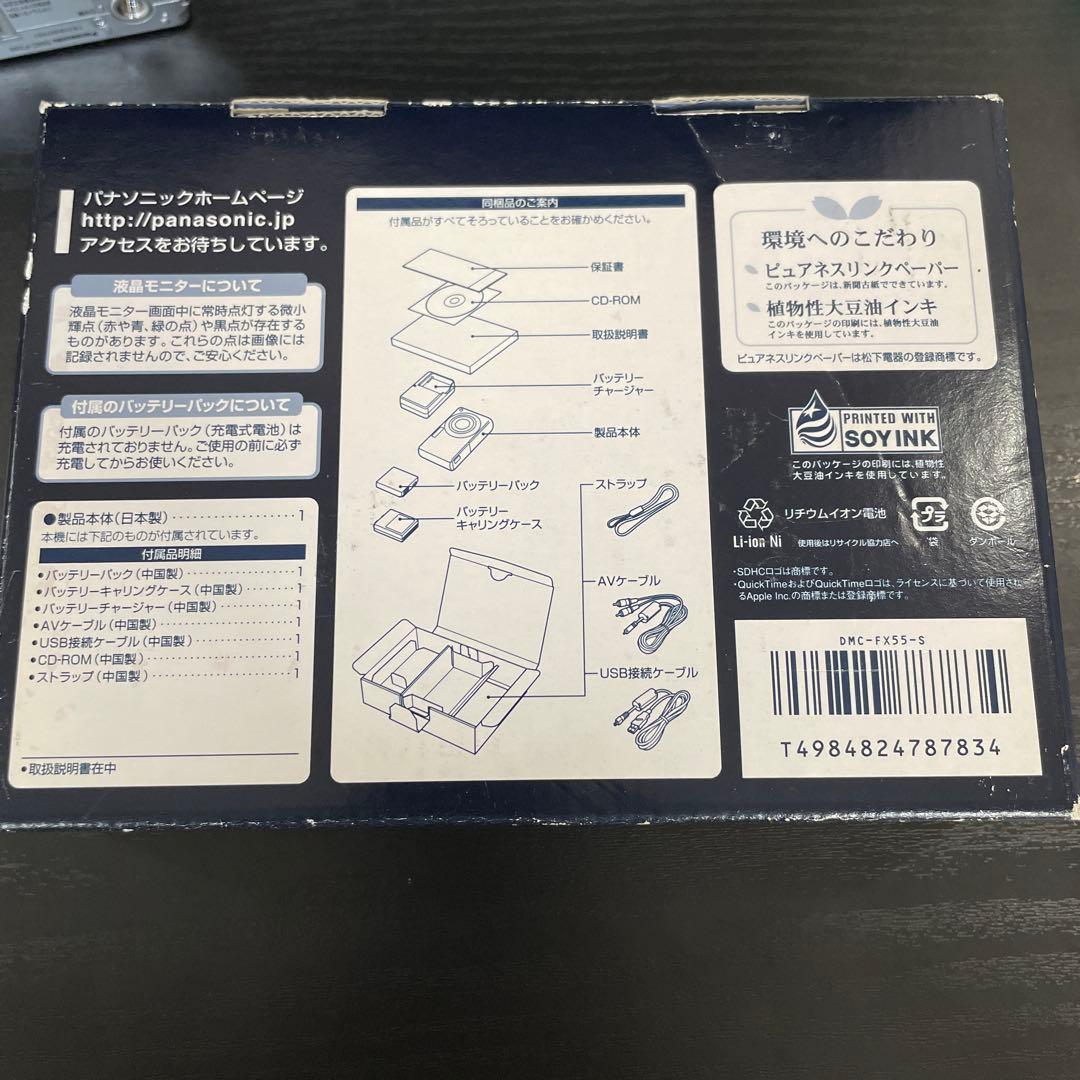 パナソニックホームページ
http://panasonic.jp
アクセスをお待ちしています。
液晶モニターについて
液晶モニター画面中に常時点灯する微小
輝点(赤や青、緑の点)や黒点が存在する
ものがあります。これらの点は画像には
記録されませんので、ご安心ください。
付属のバッテリーパックについて
付属のバッテリーパック(充電式電池)は
充電されておりません。ご使用の前に必ず
充電してからお使いください。
●製品本体(日本製)・・・・・・・・・・・・・・・・1
本機には下記のものが付属されています。
付属品明細
•バッテリーパック(中国製)・・・・・・・・・・・・・・1
•バッテリーキャリングケース(中国製)・・・・・・1
•バッテリーチャージャー(中国製)・・・・・・・・・・1
•AVケーブル(中国製)・・・・・・・・・・・・・・・・・・1
•USB接続ケーブル(中国製)・・・・・・・・・・・・・1
•CD-ROM(中国製)・・・・・・・・・・・・・・・・・・・1
•ストラップ(中国製)・・・・・・・・・・・・・・・・・・1
•取扱説明書在中
同梱品のご案内
付属品がすべてそろっていることをお確かめください。
保証書
CD-ROM
取扱説明書
バッテリー
チャージャー
製品本体
バッテリーパック
バッテリー
キャリングケース
ストラップ
AVケーブル
USB接続ケーブル
環境へのこだわり
ピュアネスリンクペーパー
このパッケージは、新聞古紙でできています。
植物性大豆油インキ
このパッケージの印刷には、植物性大豆油
インキを使用しています。
ピュアネスリンクペーパーは松下電器の登録商標です。
PRINTED WITH
SOY INK
このパッケージの印刷には、植物性
大豆油インキを使用しています。
リチウムイオン電池
Li-ion Ni
使用後はリサイクル協力店へ
プラ
袋
ダンボール
•SDHCロゴは商標です。
•QuickTimeおよびQuickTimeロゴは、ライセンスに基づいて使用され
るApple Inc.の商標または登録商標です。
DMC-FX55-S
T4984824787834